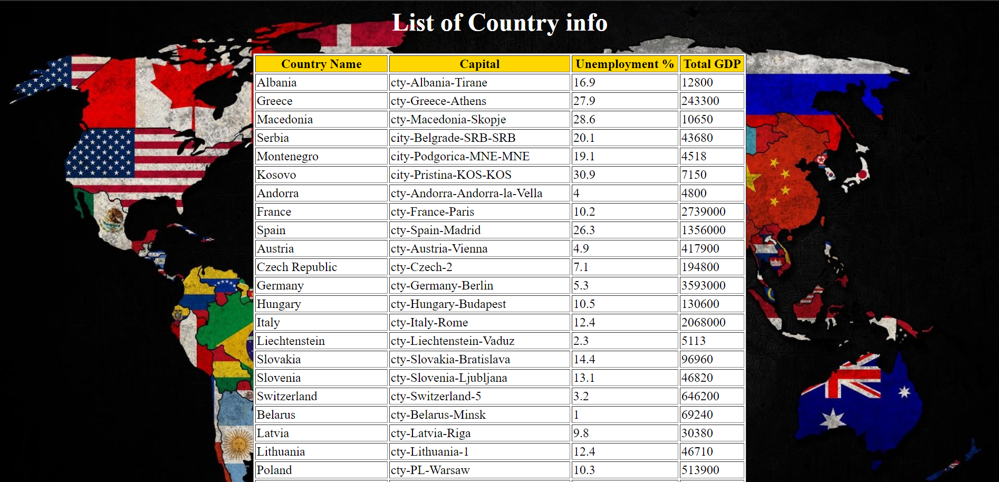 List of Country info
Country Name Capital Unemployment % Total GDP
Albania cty-Albania-Tirane 16.9 12800
Greece cty-Greece-Athens 27.9 243300
Macedonia cty-Macedonia-Skopje 28.6 10650
Serbia city-Belgrade-SRB-SRB 20.1 43680
Montenegro city-Podgorica-MNE-MNE 19.1 4518
Kosovo city-Pristina-KOS-KOS 30.9 7150
Andorra cty-Andorra-Andorra-la-Vella 4 4800
France cty-France-Paris 10.2 2739000
Spain cty-Spain-Madrid 26.3 1356000
Austria cty-Austria-Vienna 4.9 417900
Czech Republic cty-Czech-2 7.1 194800
Germany cty-Germany-Berlin 5.3 3593000
Hungary cty-Hungary-Budapest 10.5 130600
Italy cty-Italy-Rome 12.4 2068000
Liechtenstein cty-Liechtenstein-Vaduz 2.3 5113
Slovakia cty-Slovakia-Bratislava 14.4 96960
Slovenia cty-Slovenia-Ljubljana 13.1 46820
Switzerland cty-Switzerland-5 3.2 646200
Belarus cty-Belarus-Minsk 1 69240
Latvia cty-Latvia-Riga 9.8 30380
Lithuania cty-Lithuania-1 12.4 46710
Poland cty-PL-Warsaw 10.3 513900